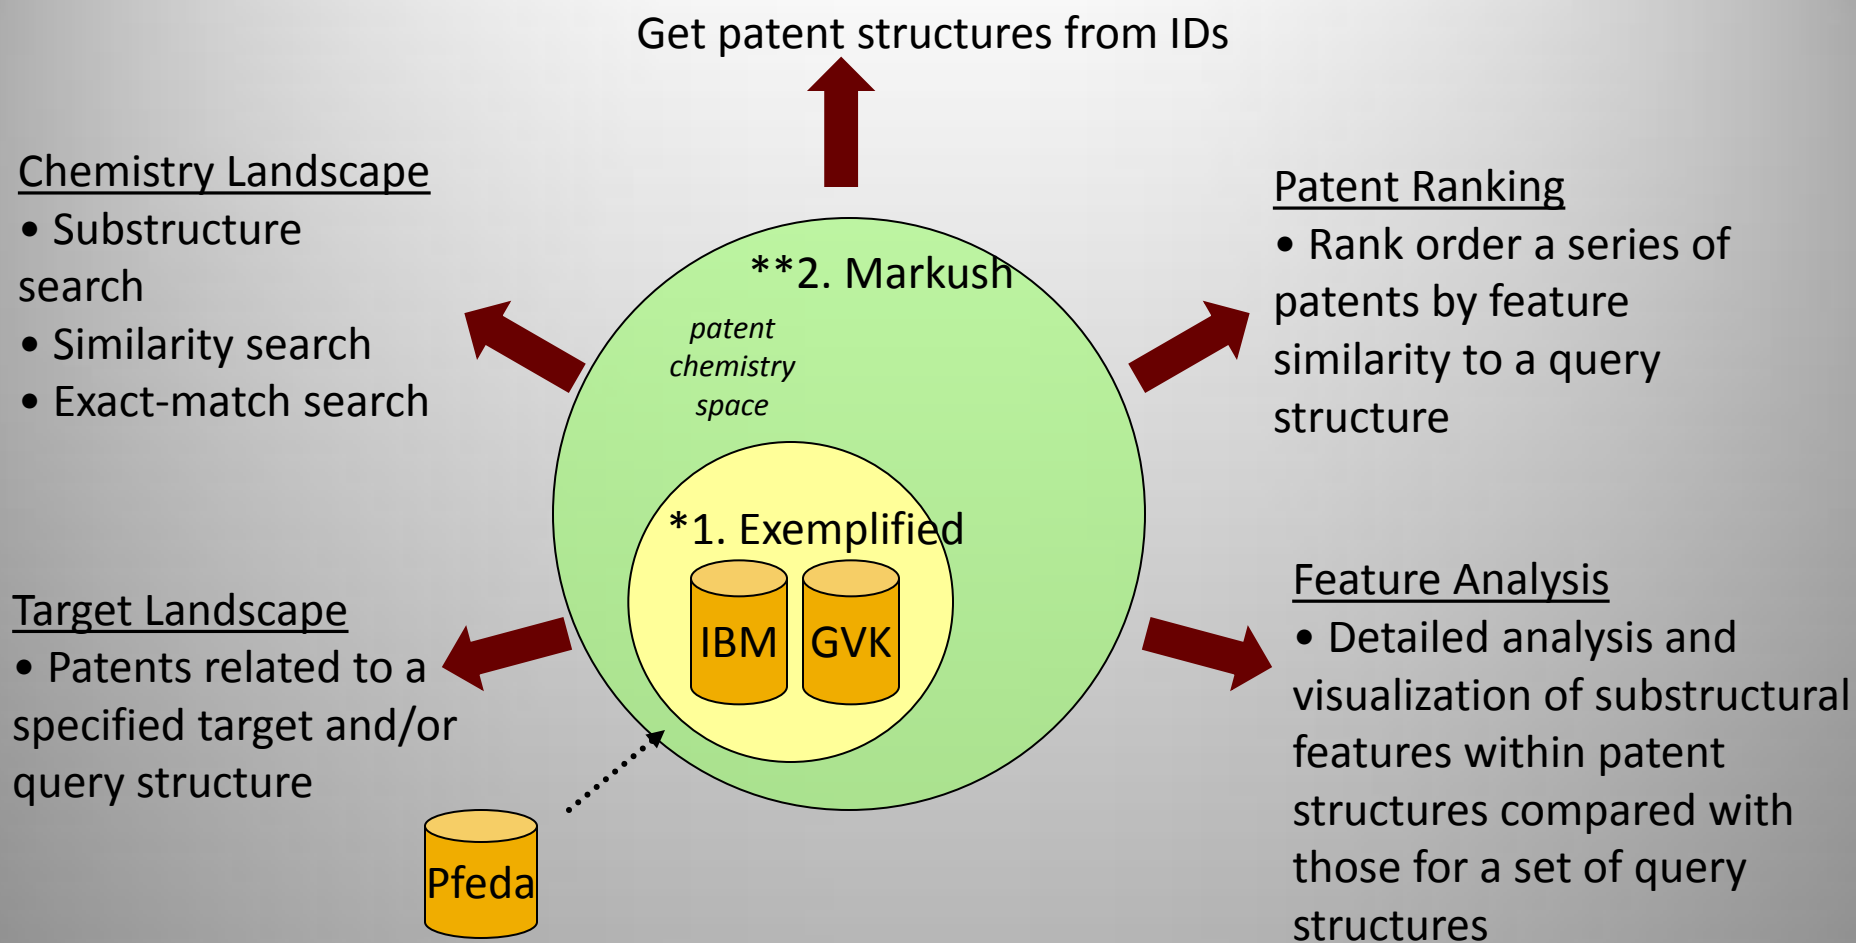 Get patent structures from IDs
Chemistry Landscape
• Substructure
search
• Similarity search
• Exact-match search
Patent Ranking
• Rank order a series of
patents by feature
similarity to a query
structure
**2. Markush
patent
chemistry
space
*1. Exemplified
IBM
GVK
Target Landscape
• Patents related to a
specified target and/or
query structure
Pfeda
Feature Analysis
• Detailed analysis and
visualization of substructural
features within patent
structures compared with
those for a set of query
structures